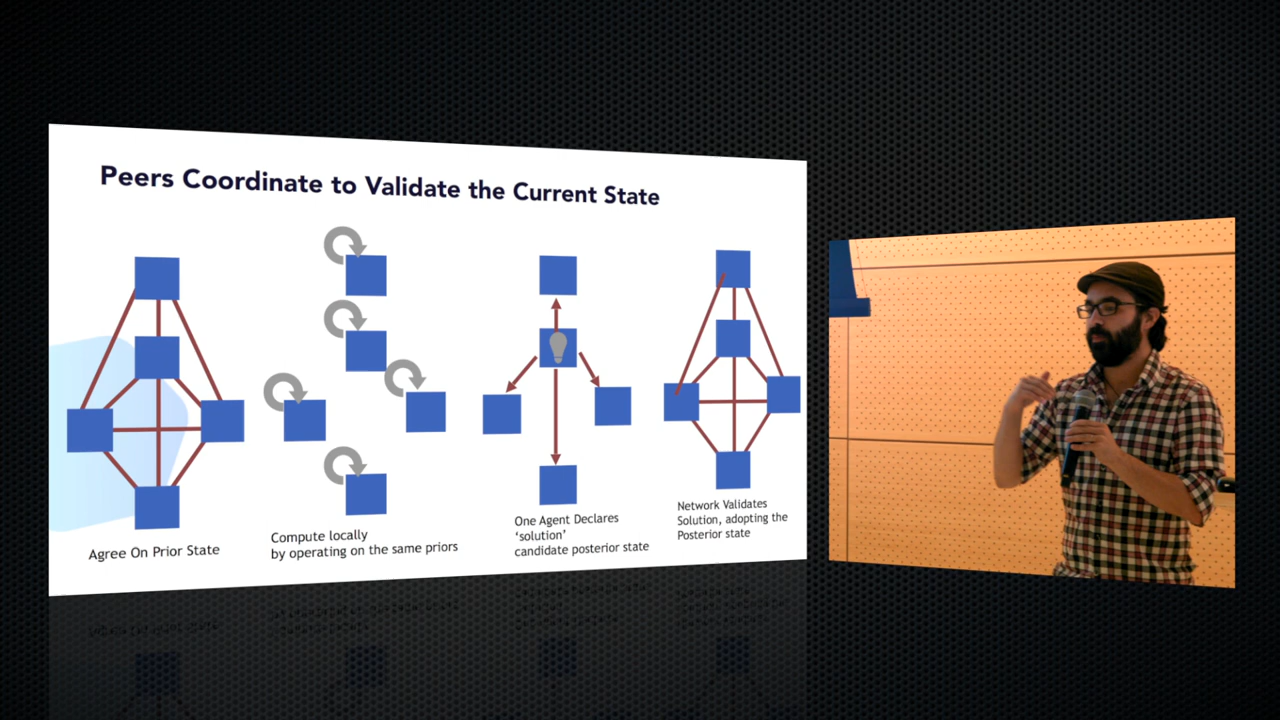 Peers Coordinate to Validate the Current State
Agree On Prior State
Compute locally
by operating on the same priors
One Agent Declares
‘solution’
candidate posterior state
Network Validates
Solution, adopting the
Posterior state